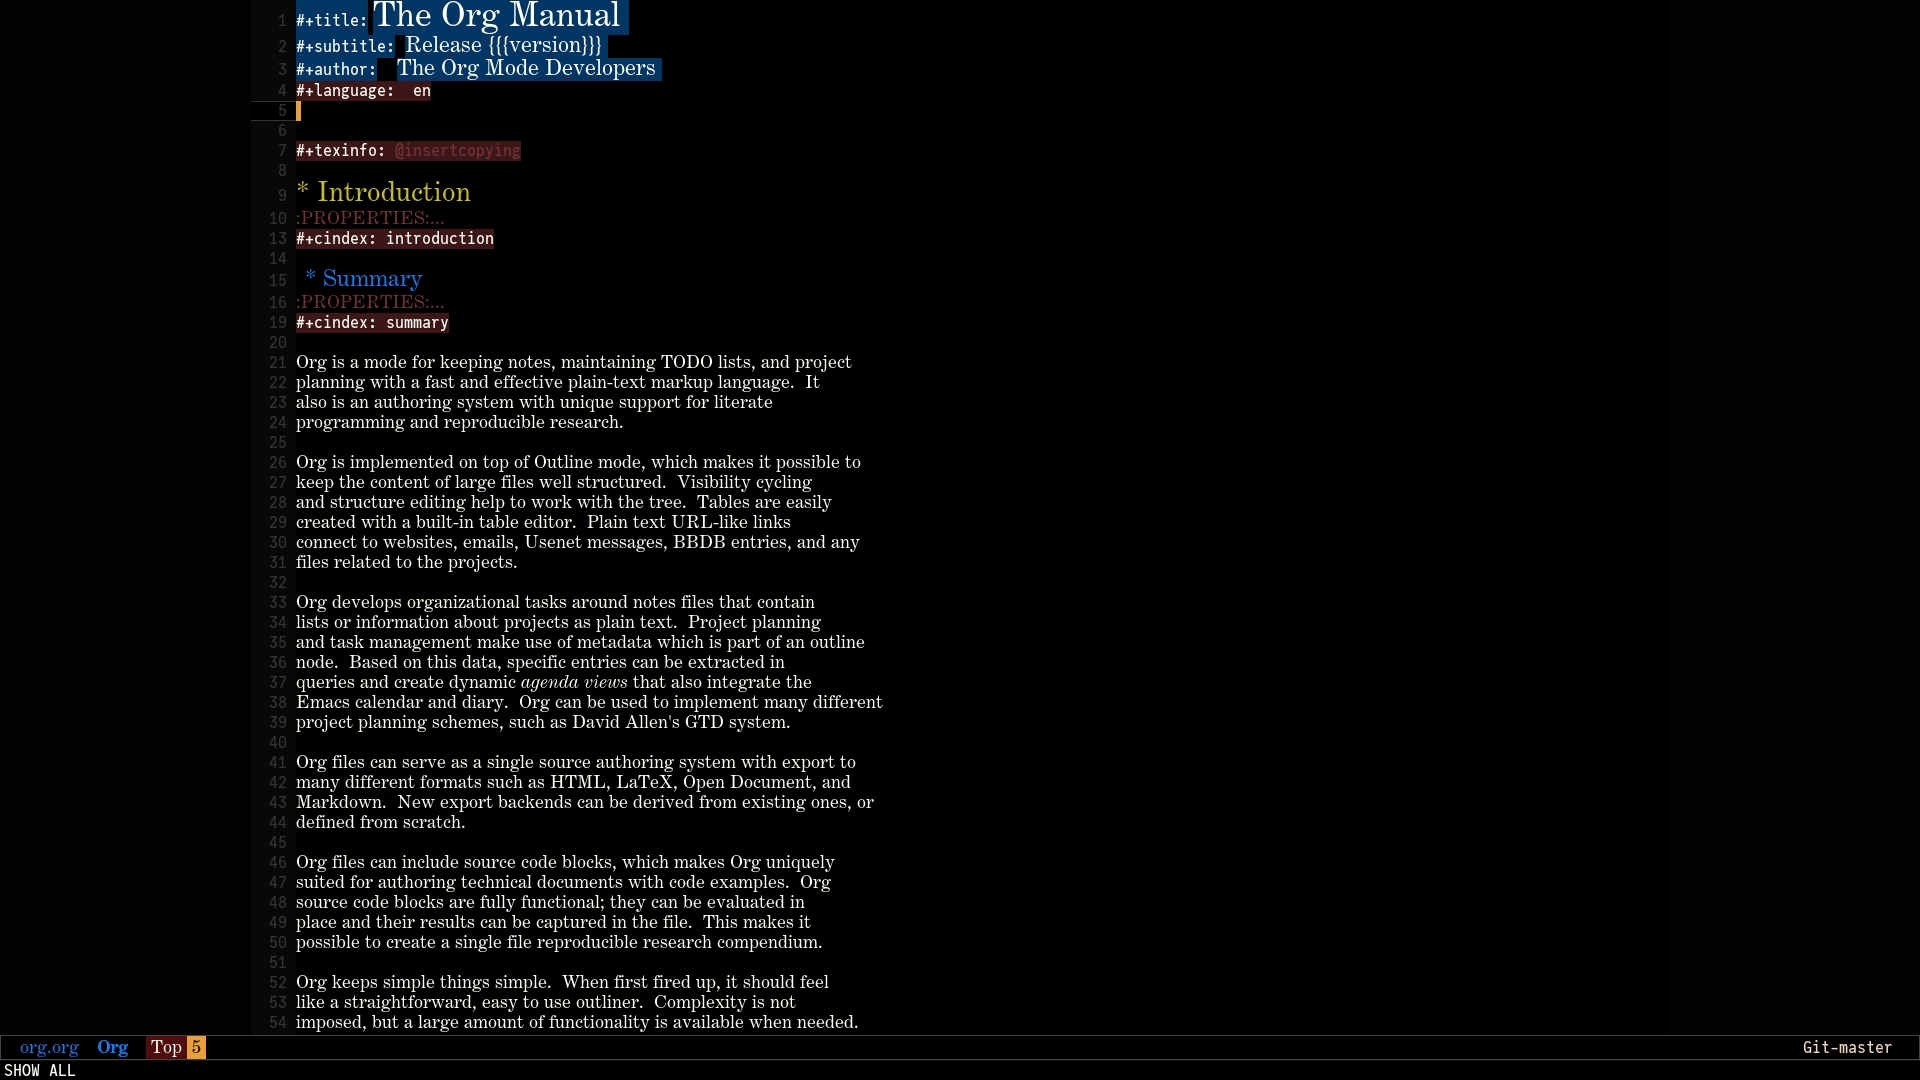 1 #+title: The Org Manual
2 #+subtitle: Release {{{version}}}
3 #+author: The Org Mode Developers
4 #+language: en
5
6
7 #+texinfo: @insertcopying
8
9 * Introduction
10 :PROPERTIES:...
13 #+cindex: introduction
14
15 * Summary
16 :PROPERTIES:...
19 #+cindex: summary
20
21 Org is a mode for keeping notes, maintaining TODO lists, and project
22 planning with a fast and effective plain-text markup language.  It
23 also is an authoring system with unique support for literate
24 programming and reproducible research.
25
26 Org is implemented on top of Outline mode, which makes it possible to
27 keep the content of large files well structured.  Visibility cycling
28 and structure editing help to work with the tree.  Tables are easily
29 created with a built-in table editor.  Plain text URL-like links
30 connect to websites, emails, Usenet messages, BBDB entries, and any
31 files related to the projects.
32
33 Org develops organizational tasks around notes files that contain
34 lists or information about projects as plain text.  Project planning
35 and task management make use of metadata which is part of an outline
36 node.  Based on this data, specific entries can be extracted in
37 queries and create dynamic agenda views that also integrate the
38 Emacs calendar and diary.  Org can be used to implement many different
39 project planning schemes, such as David Allen's GTD system.
40
41 Org files can serve as a single source authoring system with export to
42 many different formats such as HTML, LaTeX, Open Document, and
43 Markdown.  New export backends can be derived from existing ones, or
44 defined from scratch.
45
46 Org files can include source code blocks, which makes Org uniquely
47 suited for authoring technical documents with code examples.  Org
48 source code blocks are fully functional; they can be evaluated in
49 place and their results can be captured in the file.  This makes it
50 possible to create a single file reproducible research compendium.
51
52 Org keeps simple things simple.  When first fired up, it should feel
53 like a straightforward, easy to use outliner.  Complexity is not
54 imposed, but a large amount of functionality is available when needed.
org.org Org Top 5 Git-master
SHOW ALL